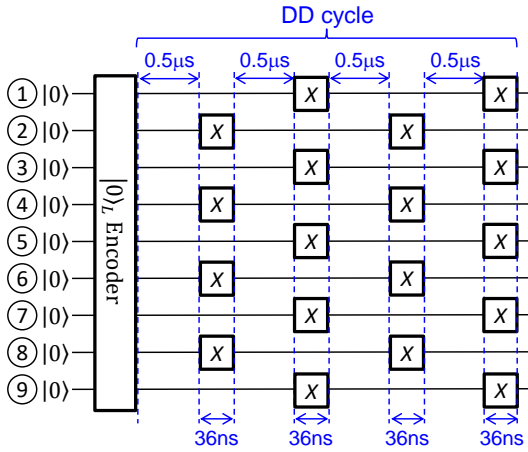 DD cycle
0.5μs 0.5μs 0.5μs 0.5μs
1 |0⟩ X X
2 |0⟩ X X
3 |0⟩ X X
4 |0⟩ X X
5 |0⟩ X X
6 |0⟩ X X
7 |0⟩ X X
8 |0⟩ X X
9 |0⟩ X X
|0⟩L Encoder
36ns 36ns 36ns 36ns